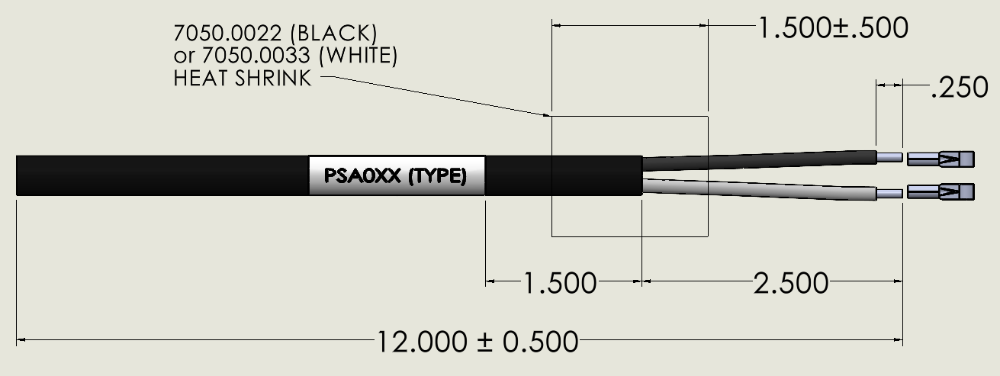 7050.0022 (BLACK)
or 7050.0033 (WHITE)
HEAT SHRINK
1.500±.500
.250
PSA0XX (TYPE)
1.500
2.500
12.000 ± 0.500